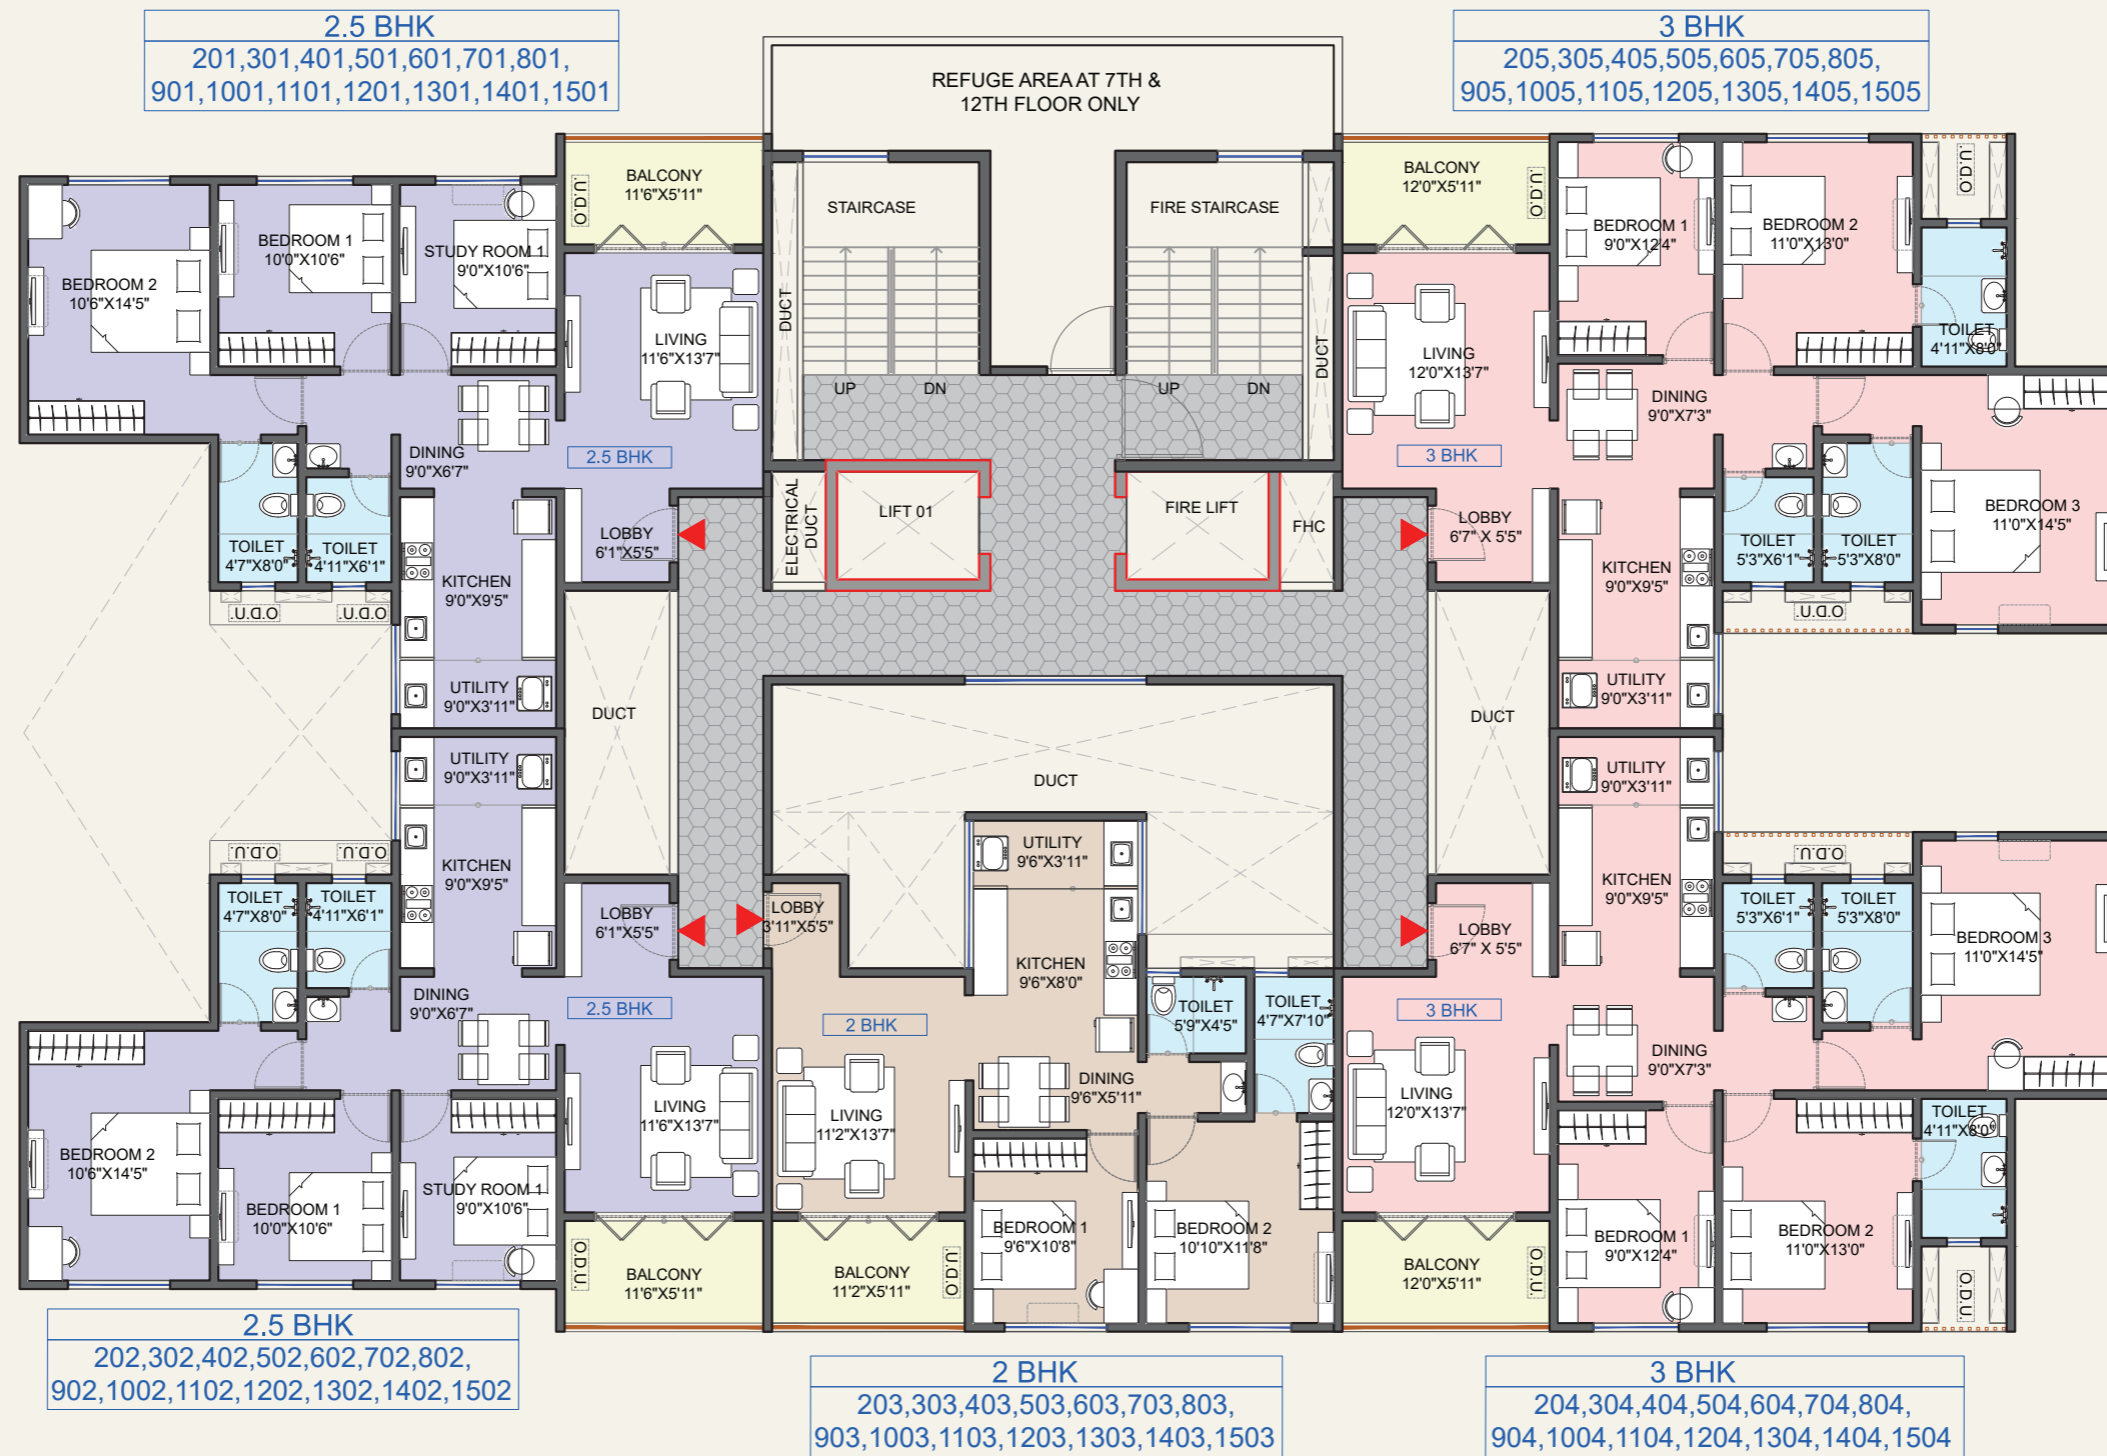 2.5 BHK
201,301,401,501,601,701,801,
901,1001,1101,1201,1301,1401,1501
3 BHK
205,305,405,505,605,705,805,
905,1005,1105,1205,1305,1405,1505
REFUGE AREA AT 7TH &
12TH FLOOR ONLY
BEDROOM 2
10'6"X14'5"
BEDROOM 1
10'0"X10'6"
STUDY ROOM 1
9'0"X10'6"
BALCONY
11'6"X5'11"
O.D.U.
LIVING
11'6"X13'7"
DINING
9'0"X6'7"
2.5 BHK
LOBBY
6'1"X5'5"
TOILET
4'7"X8'0"
TOILET
4'11"X6'1"
O.D.U.
O.D.U.
KITCHEN
9'0"X9'5"
UTILITY
9'0"X3'11"
DUCT
STAIRCASE
UP
DN
DUCT
FIRE STAIRCASE
UP
DN
DUCT
ELECTRICAL
DUCT
LIFT 01
FIRE LIFT
FHC
BALCONY
12'0"X5'11"
O.D.U.
BEDROOM 1
9'0"X12'4"
BEDROOM 2
11'0"X13'0"
O.D.U.
TOILET
4'11"X8'0"
LIVING
12'0"X13'7"
DINING
9'0"X7'3"
3 BHK
LOBBY
6'7" X 5'5"
BEDROOM 3
11'0"X14'5"
TOILET
5'3"X6'1"
TOILET
5'3"X8'0"
O.D.U.
KITCHEN
9'0"X9'5"
UTILITY
9'0"X3'11"
DUCT
DUCT
UTILITY
9'0"X3'11"
KITCHEN
9'0"X9'5"
O.D.U.
O.D.U.
TOILET
4'7"X8'0"
TOILET
4'11"X6'1"
LOBBY
6'1"X5'5"
DINING
9'0"X6'7"
2.5 BHK
LIVING
11'6"X13'7"
BEDROOM 2
10'6"X14'5"
BEDROOM 1
10'0"X10'6"
STUDY ROOM 1
9'0"X10'6"
O.D.U.
BALCONY
11'6"X5'11"
LOBBY
3'11"X5'5"
UTILITY
9'6"X3'11"
KITCHEN
9'6"X8'0"
2 BHK
TOILET
5'9"X4'5"
TOILET
4'7"X7'10"
DINING
9'6"X5'11"
LIVING
11'2"X13'7"
BEDROOM 1
9'6"X10'8"
BEDROOM 2
10'10"X11'8"
BALCONY
11'2"X5'11"
O.D.U.
UTILITY
9'0"X3'11"
KITCHEN
9'0"X9'5"
O.D.U.
TOILET
5'3"X6'1"
TOILET
5'3"X8'0"
BEDROOM 3
11'0"X14'5"
LOBBY
6'7" X 5'5"
3 BHK
DINING
9'0"X7'3"
LIVING
12'0"X13'7"
TOILET
4'11"X8'0"
BEDROOM 1
9'0"X12'4"
BEDROOM 2
11'0"X13'0"
BALCONY
12'0"X5'11"
O.D.U.
O.D.U.
2.5 BHK
202,302,402,502,602,702,802,
902,1002,1102,1202,1302,1402,1502
2 BHK
203,303,403,503,603,703,803,
903,1003,1103,1203,1303,1403,1503
3 BHK
204,304,404,504,604,704,804,
904,1004,1104,1204,1304,1404,1504